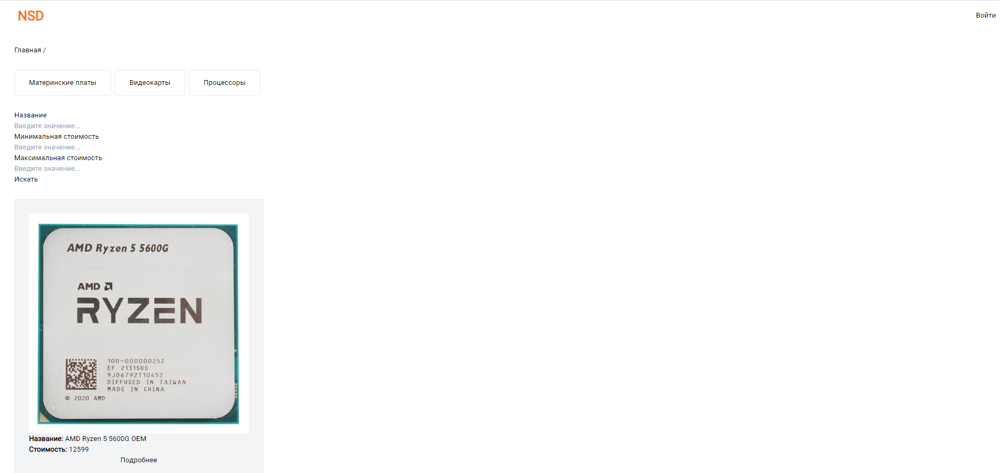 NSD
Войти
Главная /
Материнские платы
Видеокарты
Процессоры
Название
Введите значение...
Минимальная стоимость
Введите значение...
Максимальная стоимость
Введите значение...
Искать
AMD Ryzen 5 5600G
AMD
RYZEN
100-000000252
EF 2131SUS
9J06792T10452
DIFFUSED IN TAIWAN
MADE IN CHINA
© 2020 AMD
Название: AMD Ryzen 5 5600G OEM
Стоимость: 12599
Подробнее